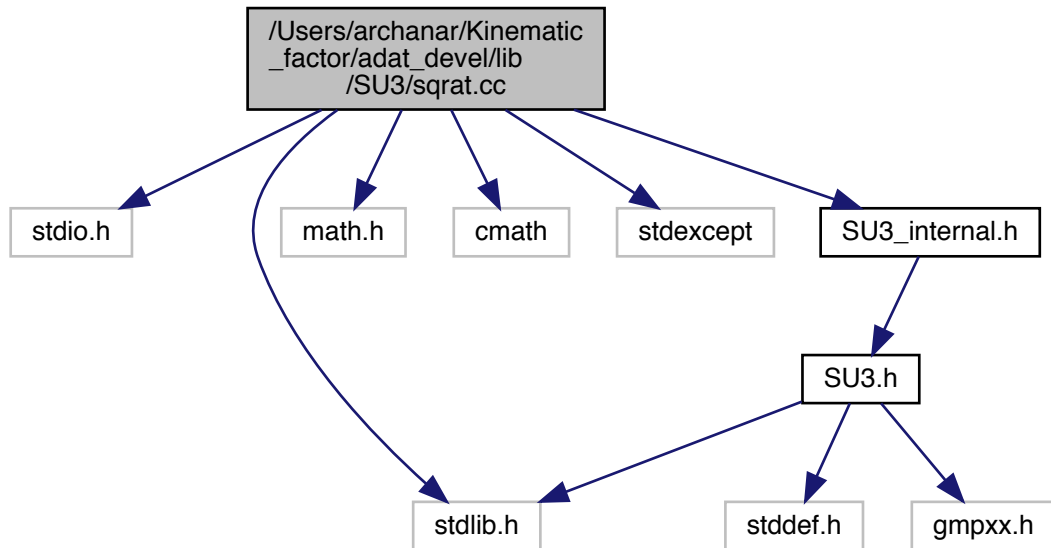 /Users/archanar/Kinematic
_factor/adat_devel/lib
/SU3/sqrat.cc
stdio.h
math.h
cmath
stdexcept
SU3_internal.h
SU3.h
stdlib.h
stddef.h
gmpxx.h